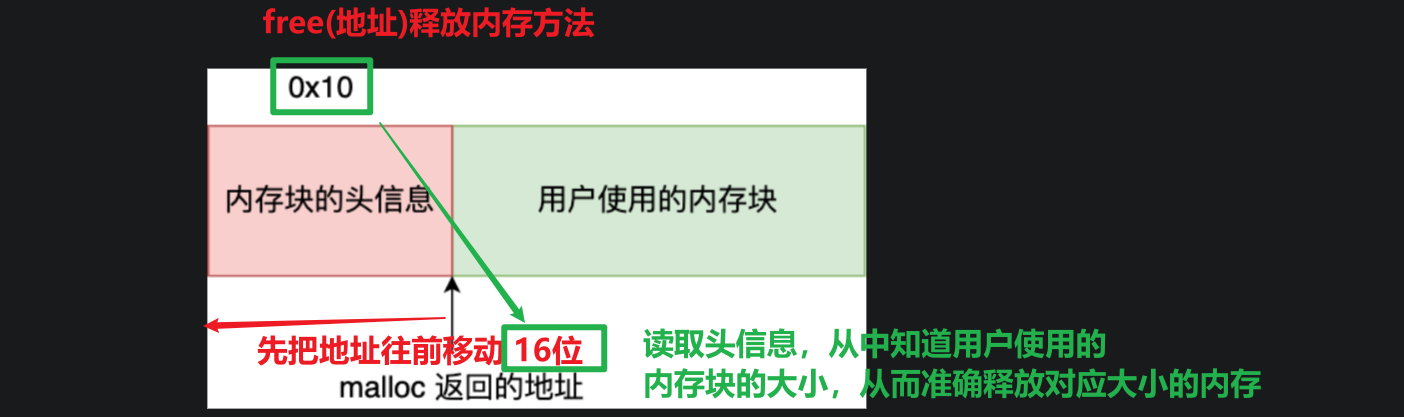 free(地址)释放内存方法
0x10
内存块的头信息
用户使用的内存块
先把地址往前移动 16位
malloc 返回的地址
读取头信息，从中知道用户使用的
内存块的大小，从而准确释放对应大小的内存